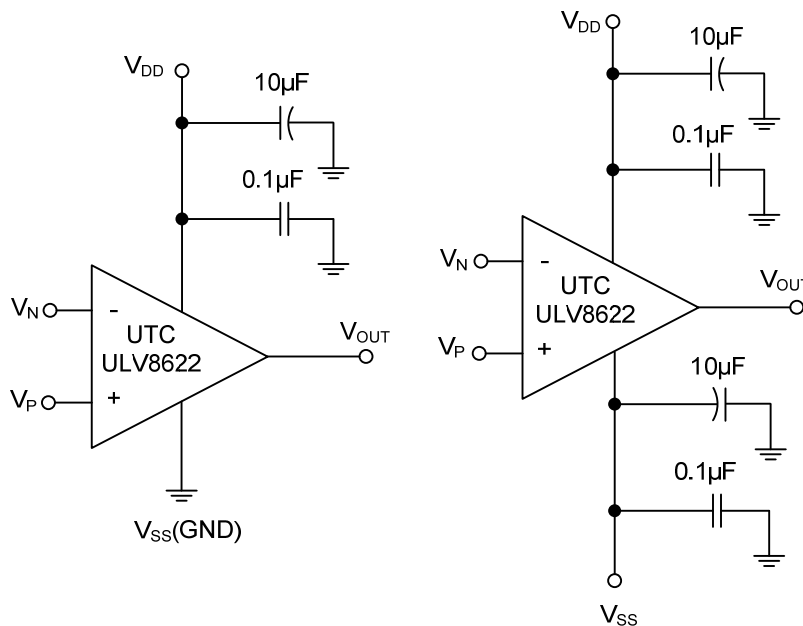 VDD
10µF
0.1µF
VN
-
UTC
ULV8622
VOUT
VP
+
VSS(GND)
VDD
10µF
0.1µF
VN
-
UTC
ULV8622
VOUT
VP
+
10µF
0.1µF
VSS